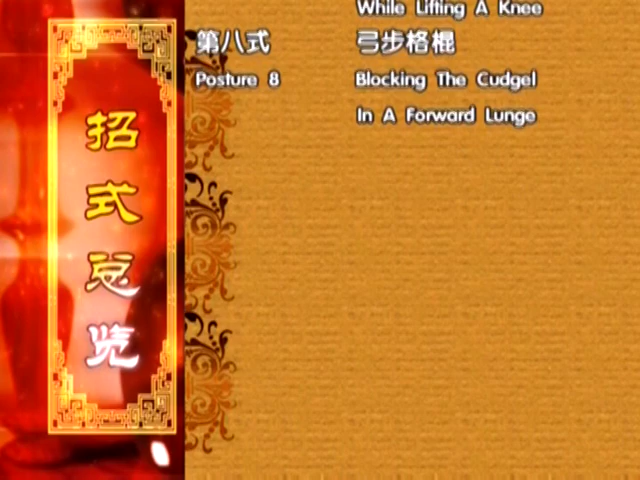 招式总览
While Lifting A Knee
第八式 弓步格棍
Posture 8 Blocking The Cudgel
In A Forward Lunge